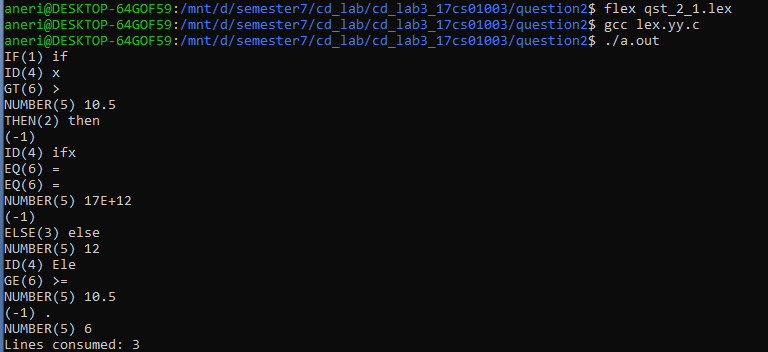 aneri@DESKTOP-64GOF59:/mnt/d/semester7/cd_lab/cd_lab3_17cs01003/question2$ flex qst_2_1.lex
aneri@DESKTOP-64GOF59:/mnt/d/semester7/cd_lab/cd_lab3_17cs01003/question2$ gcc lex.yy.c
aneri@DESKTOP-64GOF59:/mnt/d/semester7/cd_lab/cd_lab3_17cs01003/question2$ ./a.out
IF(1) if
ID(4) x
GT(6) >
NUMBER(5) 10.5
THEN(2) then
(-1)
ID(4) ifx
EQ(6) =
EQ(6) =
NUMBER(5) 17E+12
(-1)
ELSE(3) else
NUMBER(5) 12
ID(4) Ele
GE(6) >=
NUMBER(5) 10.5
(-1) .
NUMBER(5) 6
Lines consumed: 3